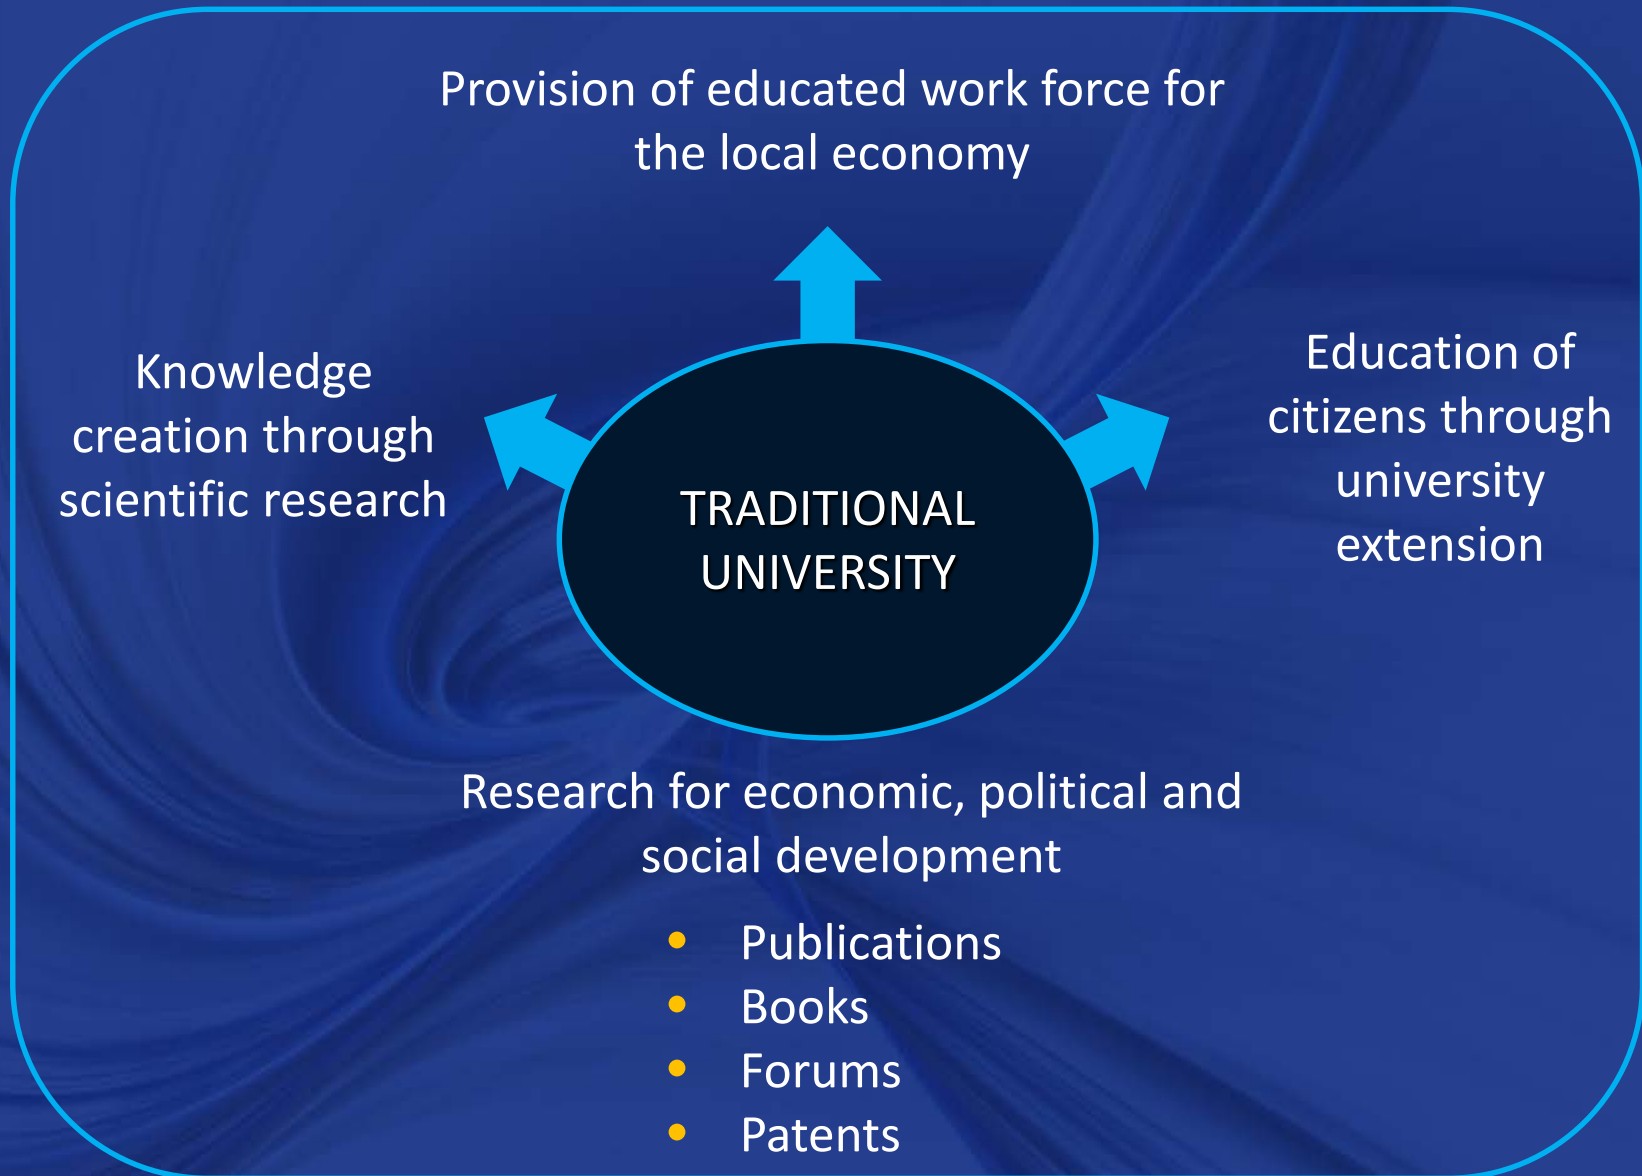 Provision of educated work force for
the local economy
Knowledge
creation through
scientific research
Education of
citizens through
university
extension
TRADITIONAL
UNIVERSITY
Research for economic, political and
social development
• Publications
• Books
• Forums
• Patents